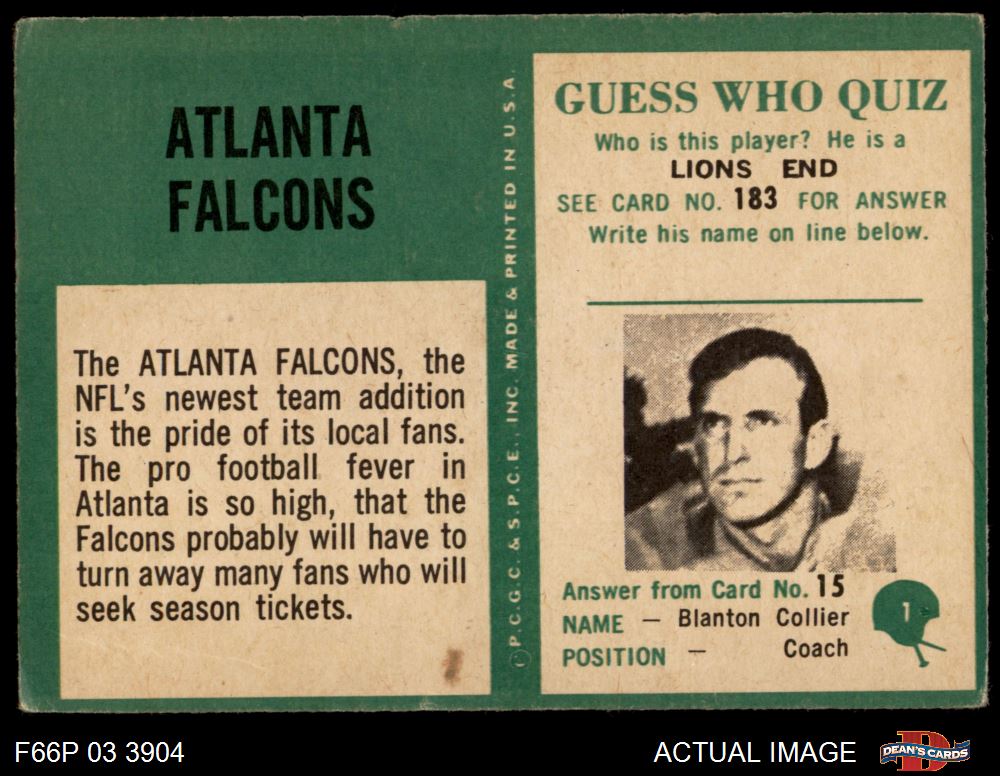 ATLANTA
FALCONS
The ATLANTA FALCONS, the
NFL's newest team addition
is the pride of its local fans.
The pro football fever in
Atlanta is so high, that the
Falcons probably will have to
turn away many fans who will
seek season tickets.
© P.C.G.C. & S.P.C.E., INC. MADE & PRINTED IN U.S.A.
GUESS WHO QUIZ
Who is this player? He is a
LIONS END
SEE CARD NO. 183 FOR ANSWER
Write his name on line below.
Answer from Card No. 15
NAME — Blanton Collier
POSITION — Coach
1
F66P 03 3904
ACTUAL IMAGE
D
DEAN'S CARDS